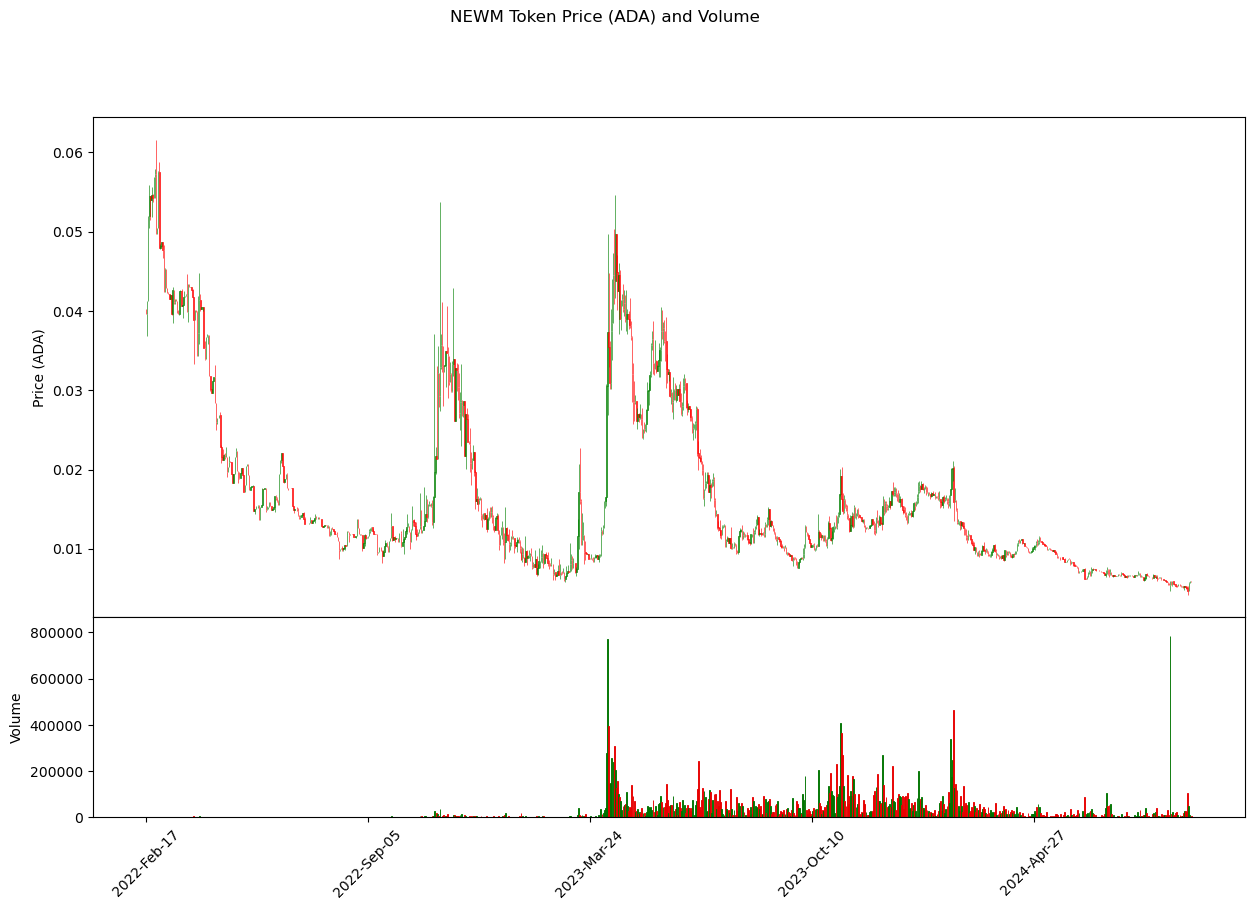 NEWM Token Price (ADA) and Volume
0.06
0.05
0.04
0.03
0.02
0.01
Price (ADA)
800000
600000
400000
200000
0
Volume
2022-Feb-17
2022-Sep-05
2023-Mar-24
2023-Oct-10
2024-Apr-27